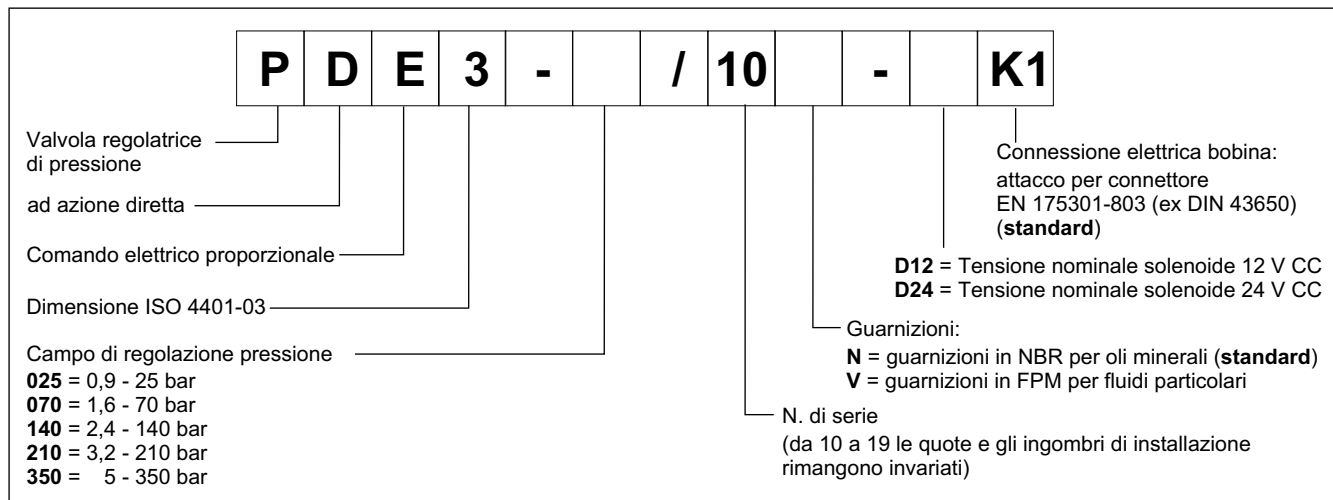 PDE3- /10 - K1
Valvola regolatrice
di pressione
ad azione diretta
Comando elettrico proporzionale
Dimensione ISO 4401-03
Campo di regolazione pressione
025 = 0,9 - 25 bar
070 = 1,6 - 70 bar
140 = 2,4 - 140 bar
210 = 3,2 - 210 bar
350 = 5 - 350 bar
Connessione elettrica bobina:
attacco per connettore
EN 175301-803 (ex DIN 43650)
(standard)
D12 = Tensione nominale solenoide 12 V CC
D24 = Tensione nominale solenoide 24 V CC
Guarnizioni:
N = guarnizioni in NBR per oli minerali (standard)
V = guarnizioni in FPM per fluidi particolari
N. di serie
(da 10 a 19 le quote e gli ingombri di installazione
rimangono invariati)